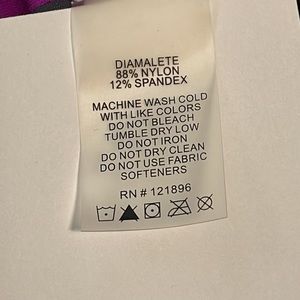 DIAMALETE
88% NYLON
12% SPANDEX
MACHINE WASH COLD
WITH LIKE COLORS
DO NOT BLEACH
TUMBLE DRY LOW
DO NOT IRON
DO NOT DRY CLEAN
DO NOT USE FABRIC
SOFTENERS
RN # 121896